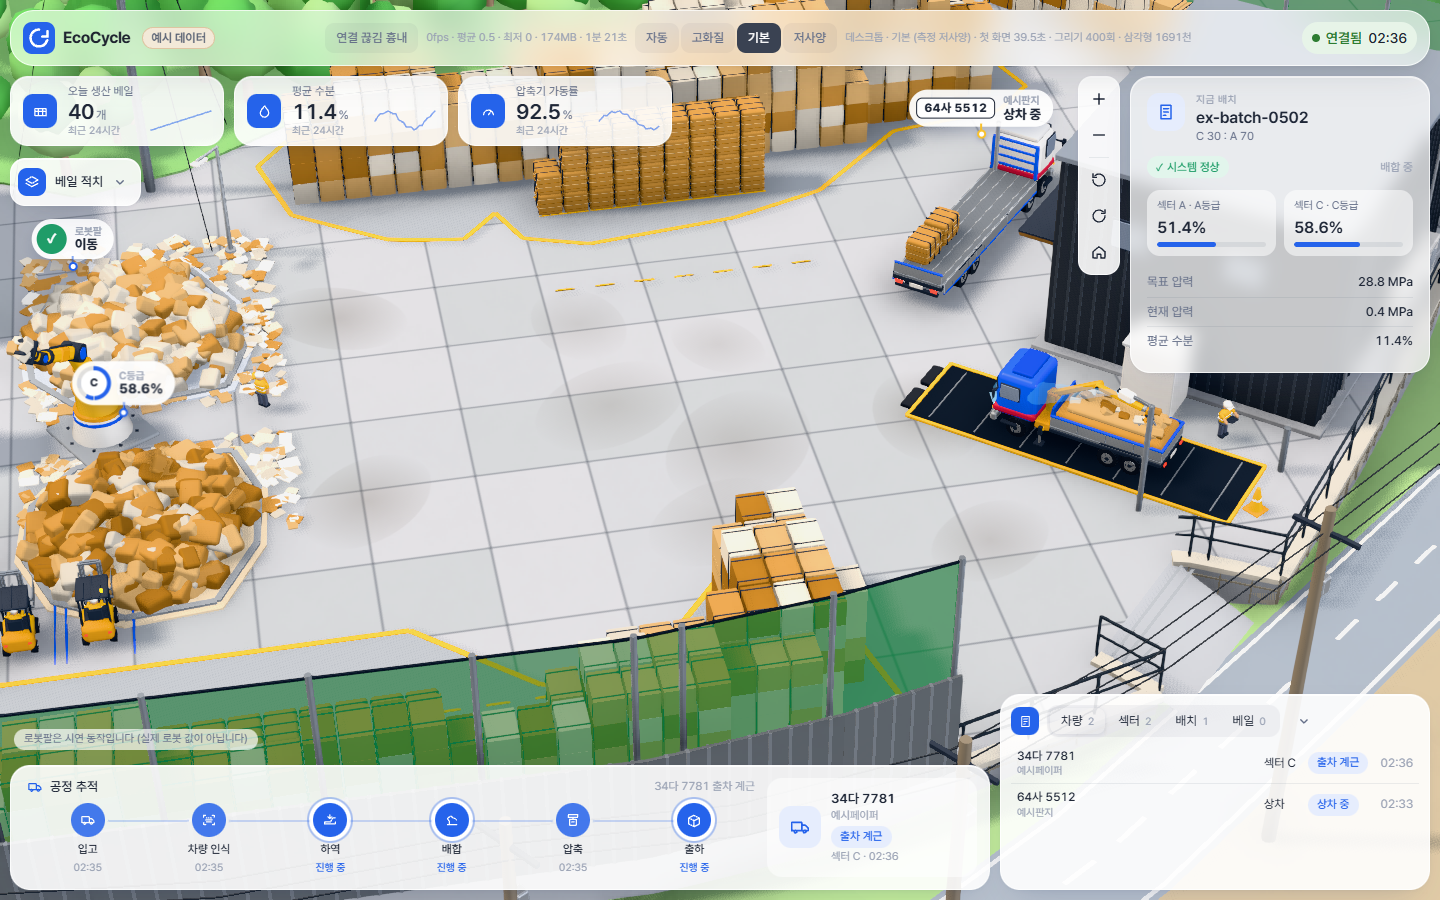 EcoCycle
예시 데이터
연결 끊김 흉내
0fps · 평균 0.5 · 최저 0 · 174MB · 1분 21초
자동
고화질
기본
저사양
데스크톱 · 기본 (측정 저사양) · 첫 화면 39.5초 · 그리기 400회 · 삼각형 1691천
연결됨 02:36
오늘 생산 베일
40개
최근 24시간
평균 수분
11.4%
최근 24시간
압축기 가동률
92.5%
최근 24시간
베일 적치
로봇팔
이동
C
C등급
58.6%
64사 5512
예시판지
상차 중
지금 배치
ex-batch-0502
C 30 : A 70
✓ 시스템 정상
배합 중
섹터 A · A등급
51.4%
섹터 C · C등급
58.6%
목표 압력
28.8 MPa
현재 압력
0.4 MPa
평균 수분
11.4%
로봇팔은 시연 동작입니다 (실제 로봇 값이 아닙니다)
공정 추적
34다 7781 출차 계근
입고
02:35
차량 인식
02:35
하역
진행 중
배합
진행 중
압축
02:35
출하
진행 중
34다 7781
예시페이퍼
출차 계근
섹터 C · 02:36
차량 2
섹터 2
배치 1
베일 0
34다 7781
예시페이퍼
섹터 C
출차 계근
02:36
64사 5512
예시판지
상차
상차 중
02:33